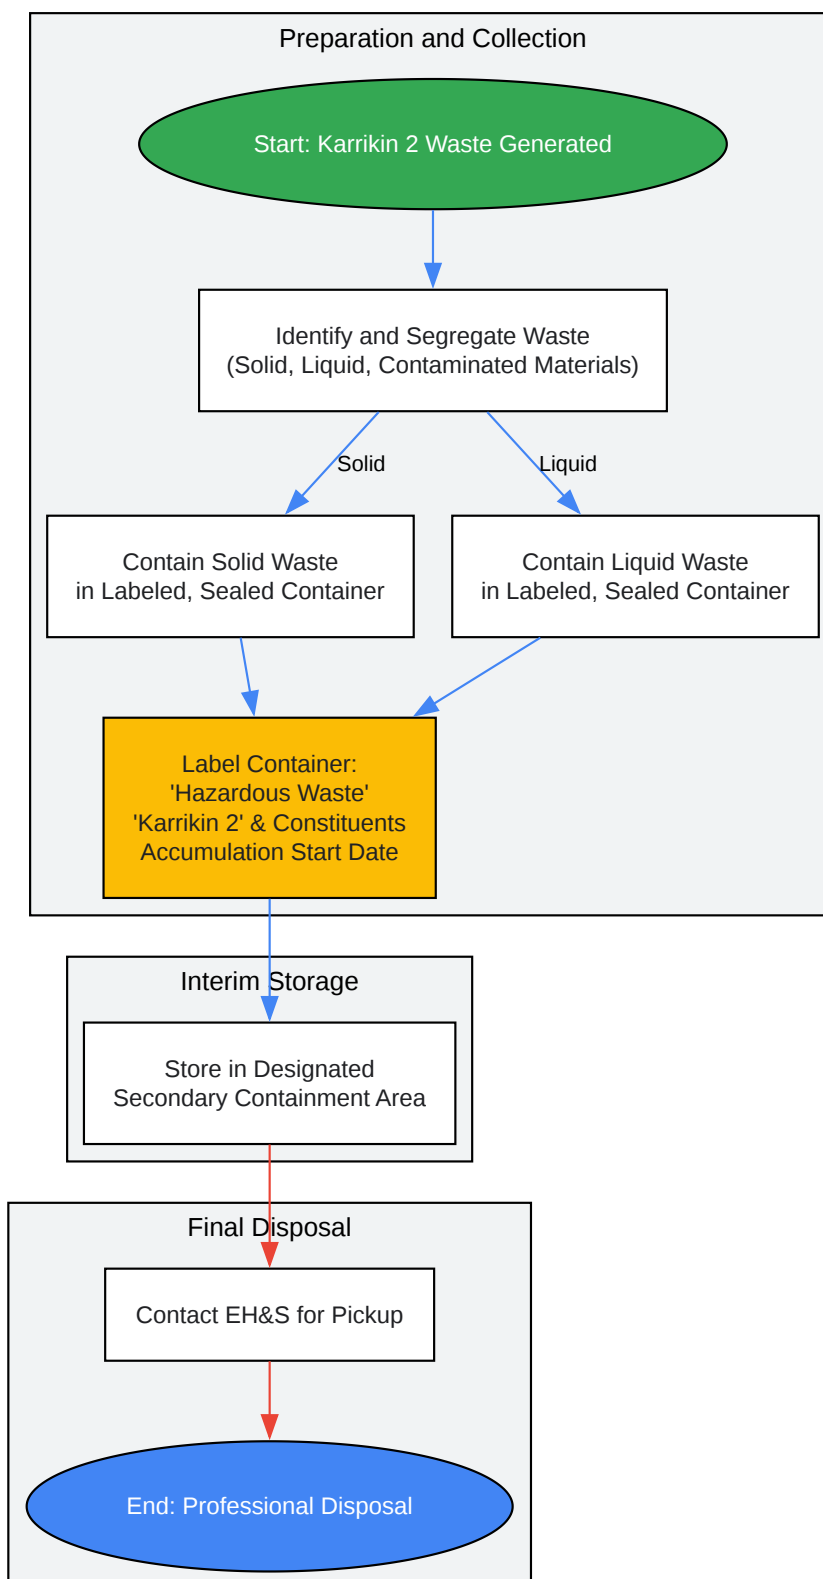 Preparation and Collection
Start: Karrikin 2 Waste Generated
Identify and Segregate Waste
(Solid, Liquid, Contaminated Materials)
Solid
Liquid
Contain Solid Waste
in Labeled, Sealed Container
Contain Liquid Waste
in Labeled, Sealed Container
Label Container:
'Hazardous Waste'
'Karrikin 2' & Constituents
Accumulation Start Date
Interim Storage
Store in Designated
Secondary Containment Area
Final Disposal
Contact EH&S for Pickup
End: Professional Disposal